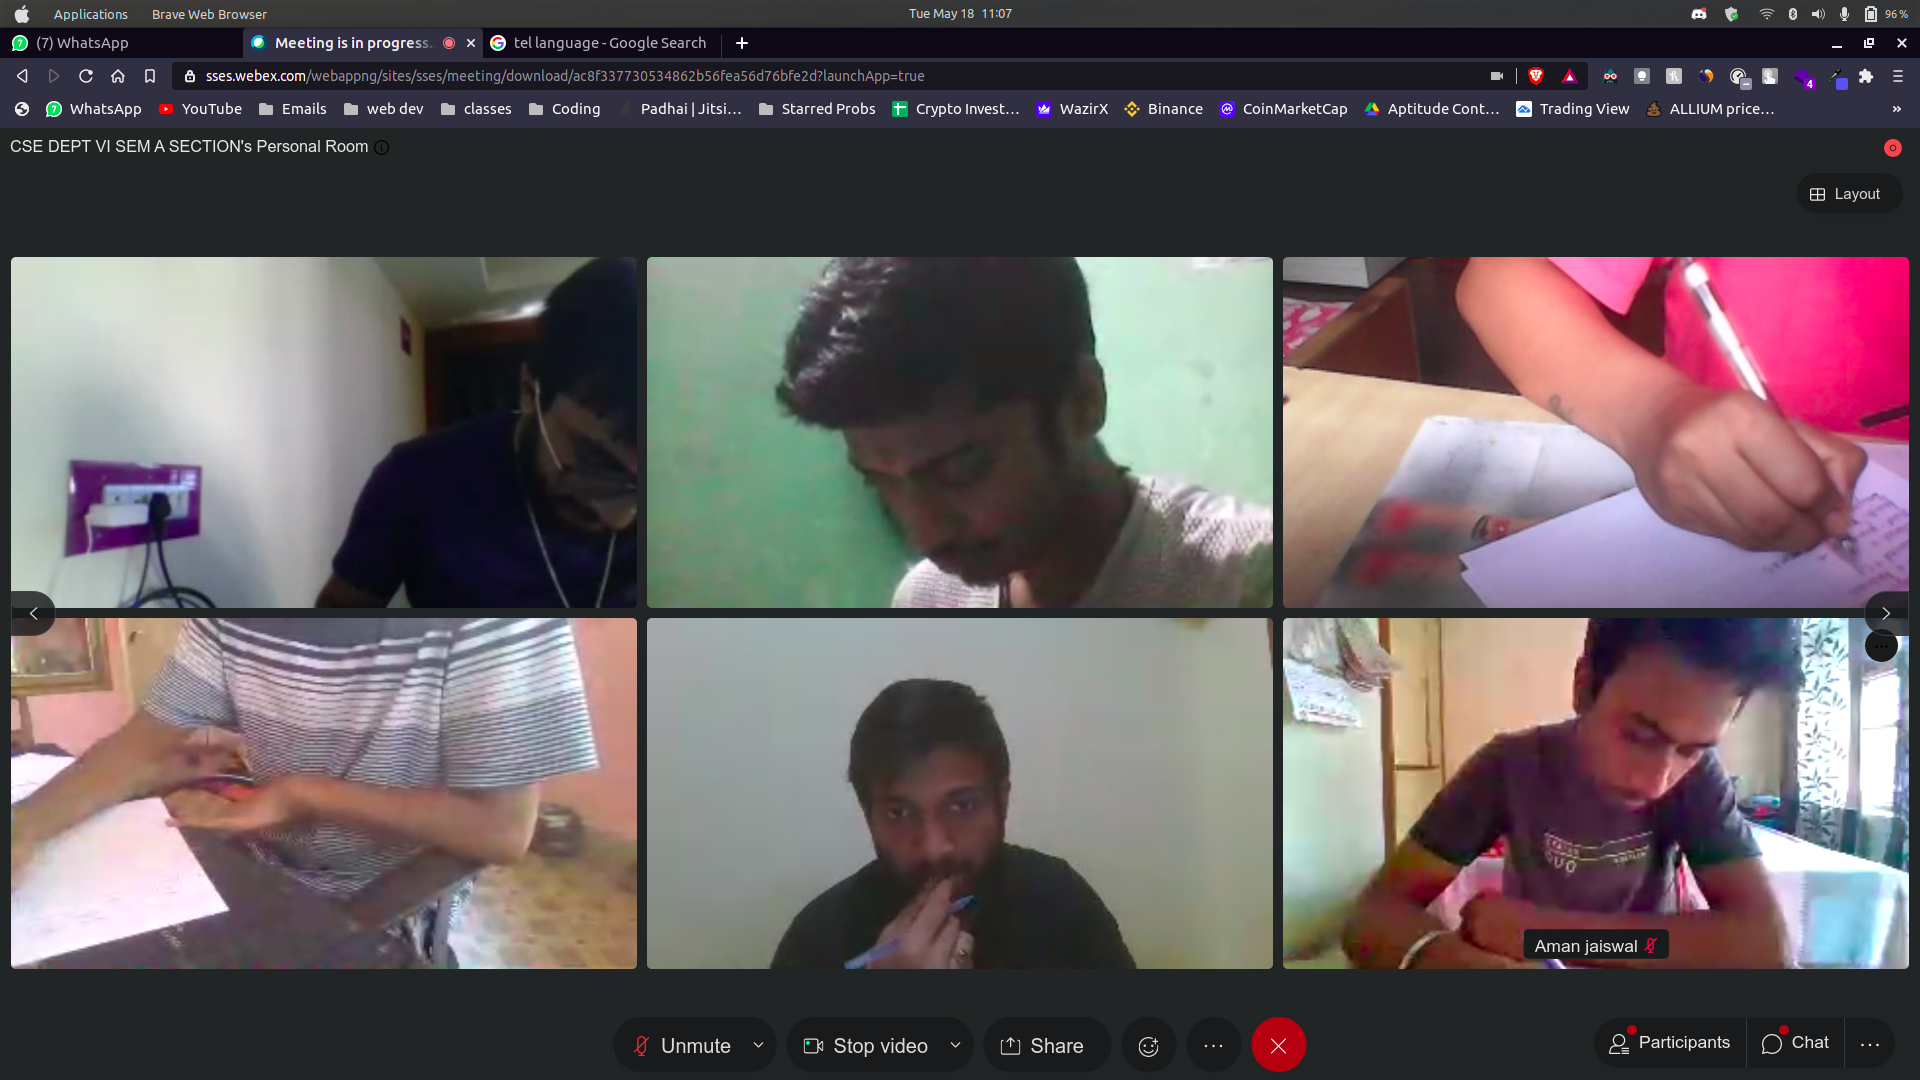 Applications Brave Web Browser Tue May 18 11:07 96%
(7) WhatsApp Meeting is in progress... tel language - Google Search
sses.webex.com/webappng/sites/sses/meeting/download/ac8f337730534862b56fea56d76bfe2d?launchApp=true
4
WhatsApp YouTube Emails web dev classes Coding Padhai | Jitsi... Starred Probs Crypto Invest... WazirX Binance CoinMarketCap Aptitude Cont... Trading View ALLIUM price... »
CSE DEPT VI SEM A SECTION's Personal Room
Layout
Aman jaiswal
Unmute Stop video Share Participants Chat